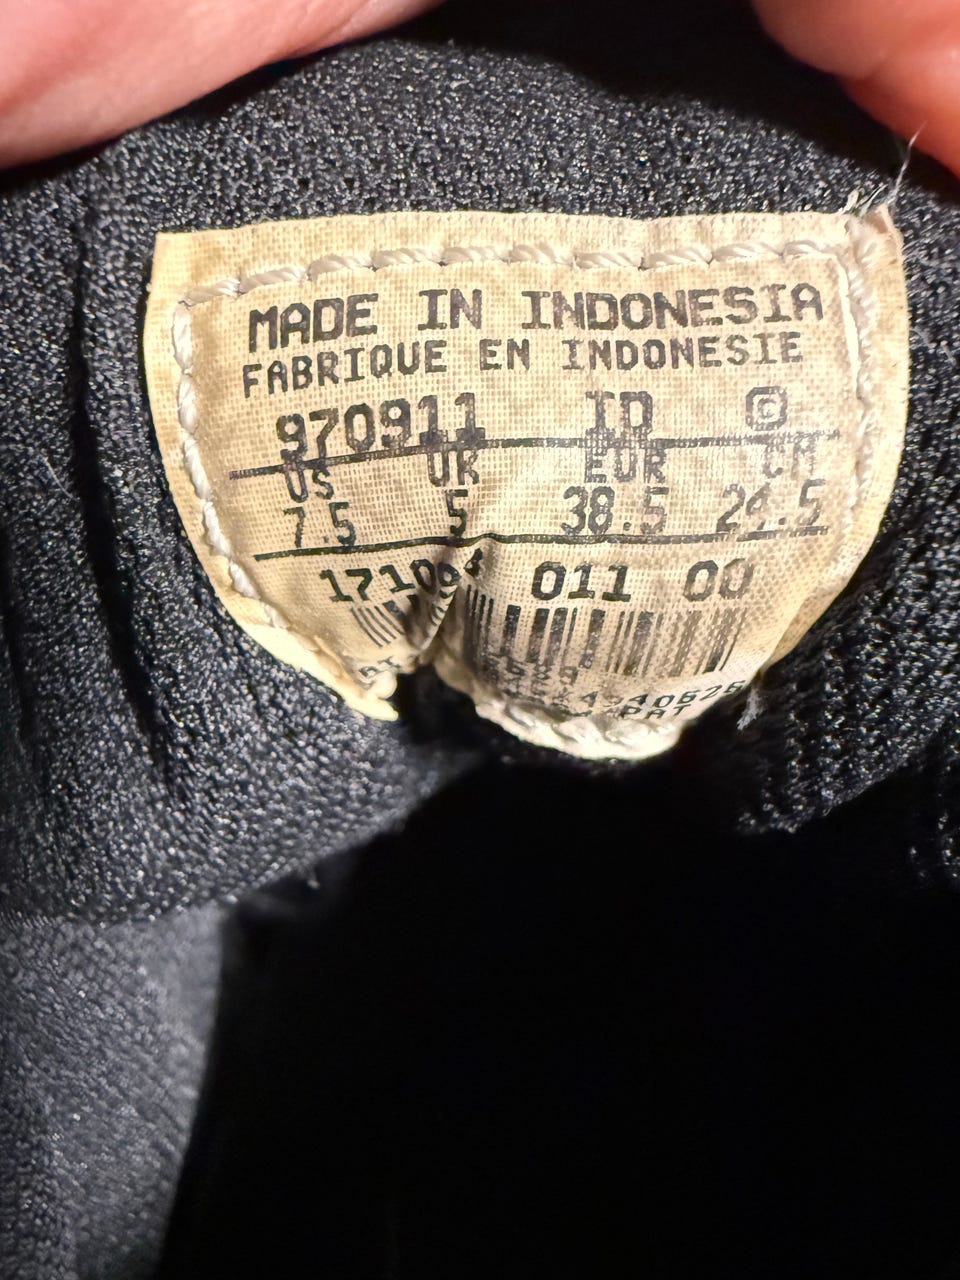 MADE IN INDONESIA
FABRIQUE EN INDONESIE
970911 ID ©
US UK EUR CM
7.5 5 38.5 24.5
171094 011 00
PAT